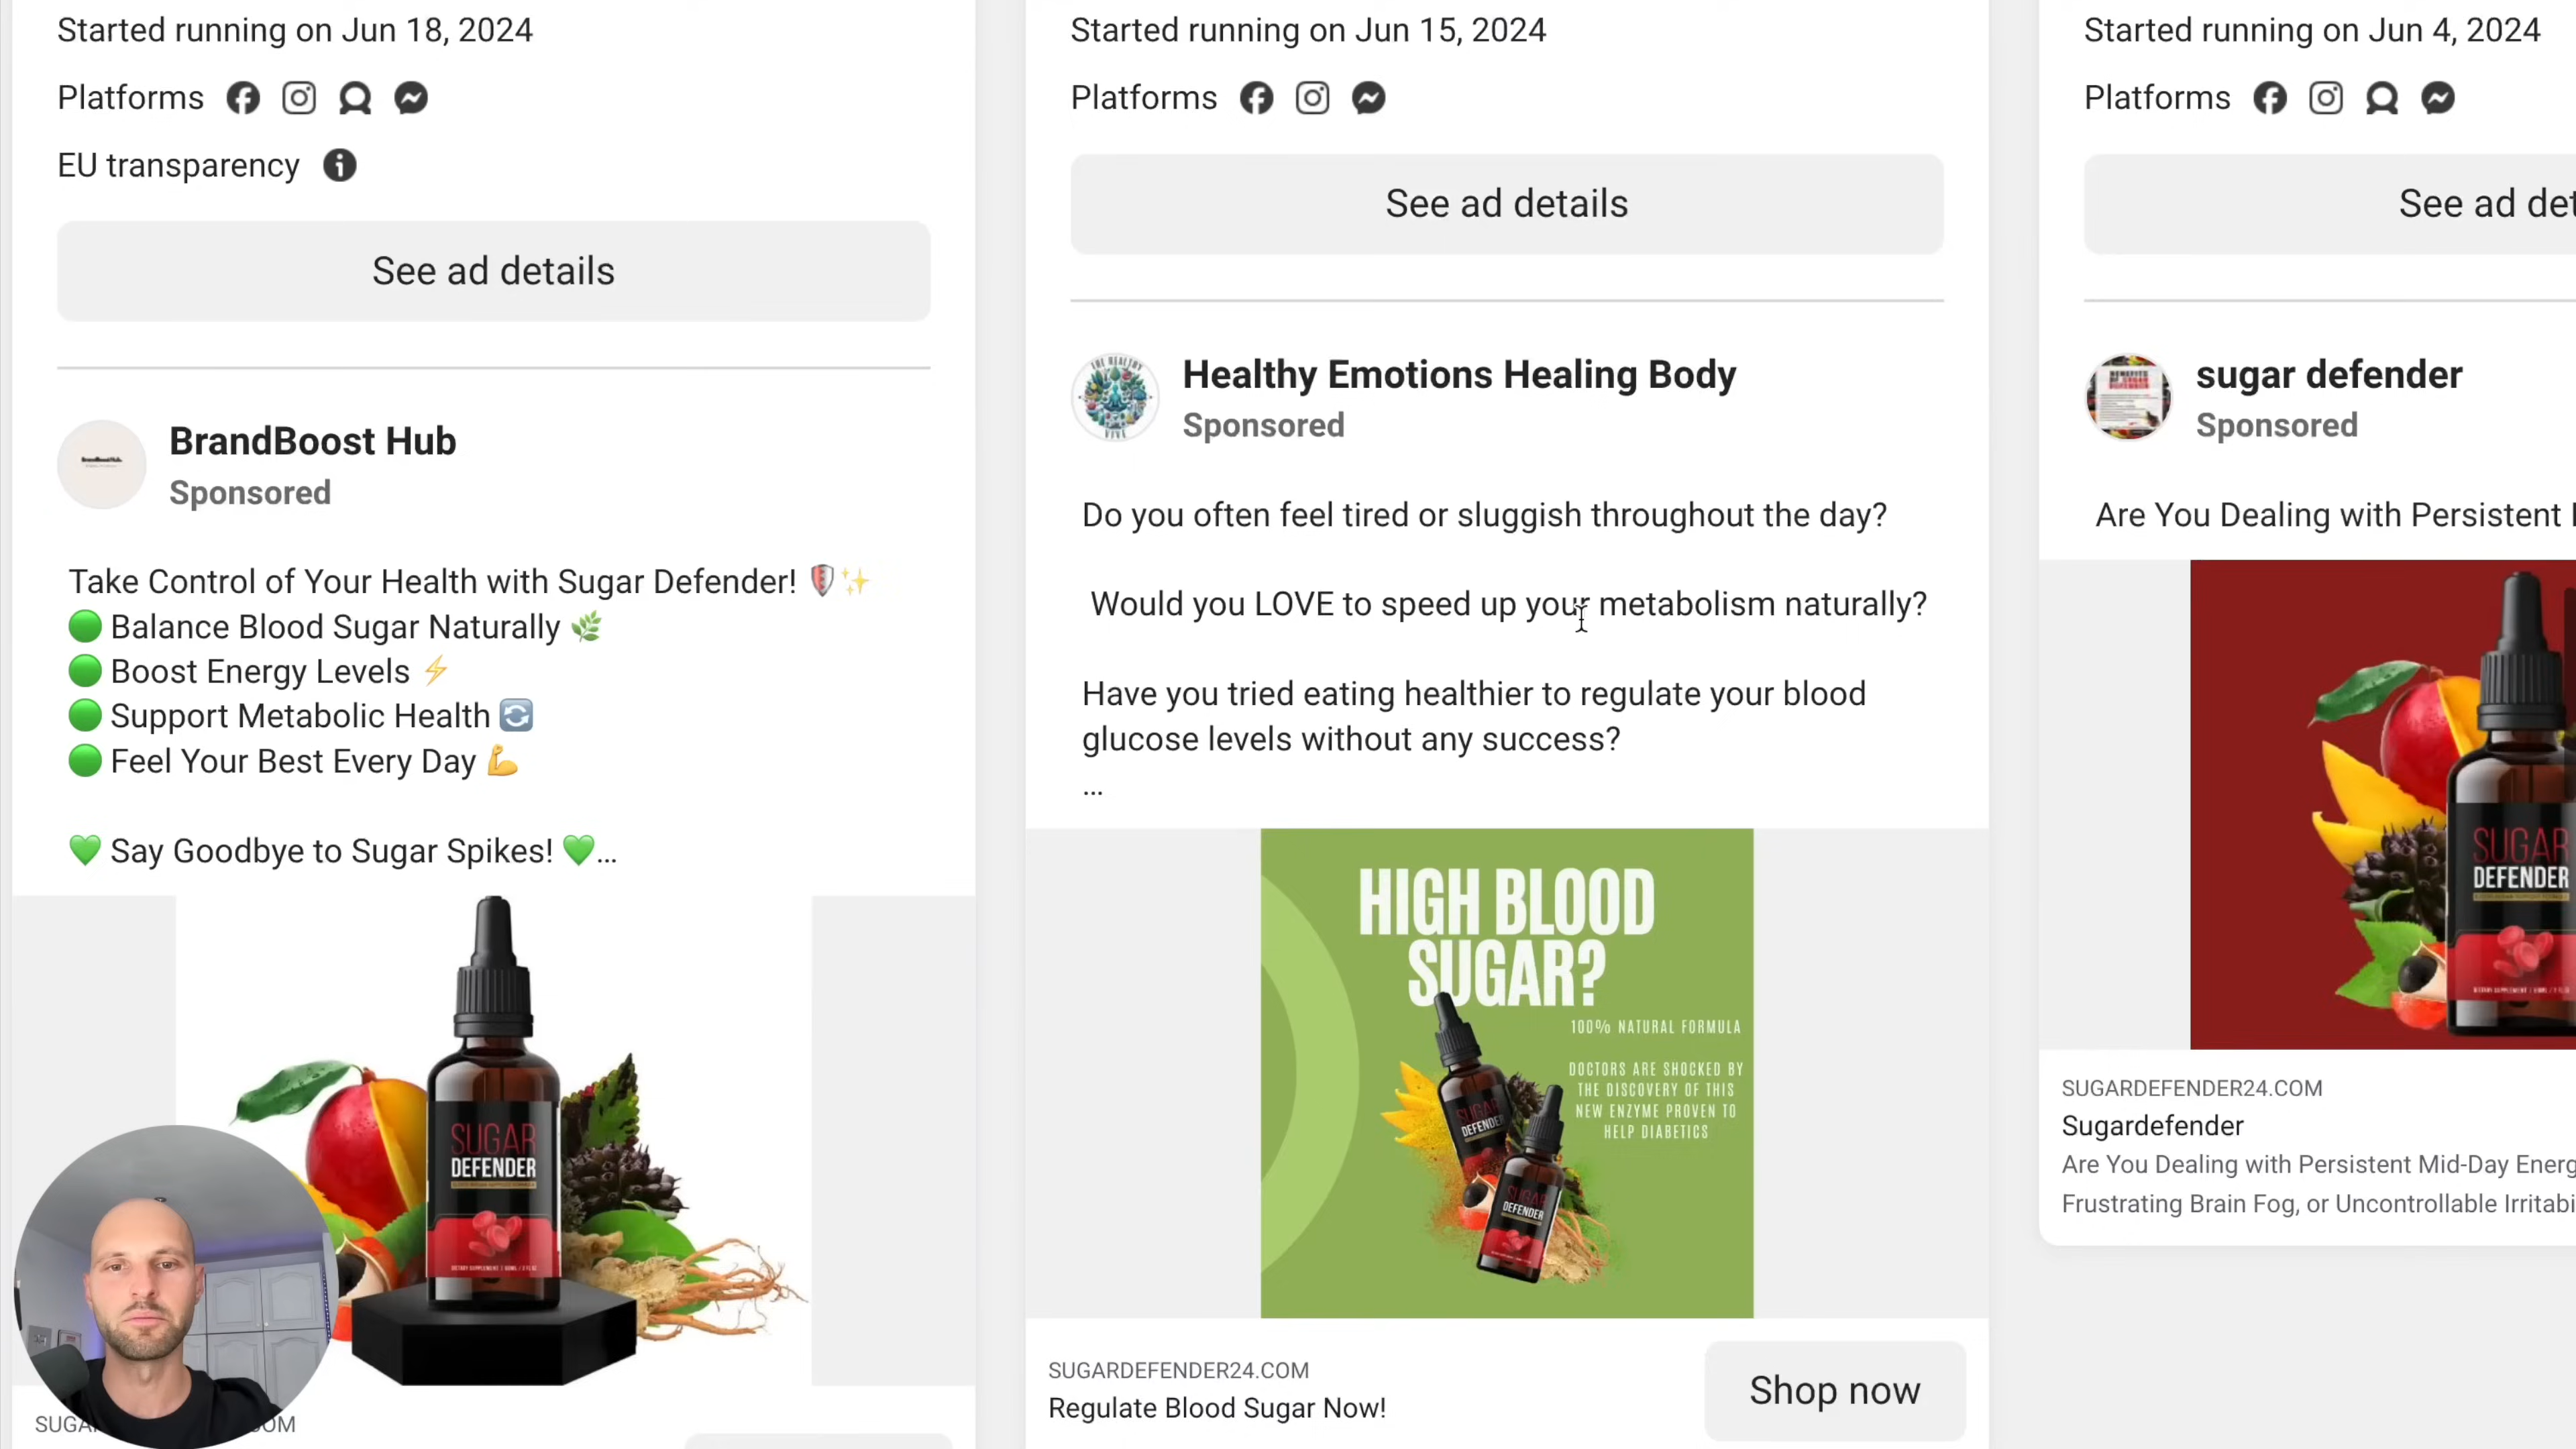 Started running on Jun 18, 2024
Platforms
EU transparency
See ad details
BrandBoost Hub
Sponsored
Take Control of Your Health with Sugar Defender! 🛡️✨
🟢 Balance Blood Sugar Naturally 🌿
🟢 Boost Energy Levels ⚡
🟢 Support Metabolic Health 🔄
🟢 Feel Your Best Every Day 💪
💚 Say Goodbye to Sugar Spikes! 💚...
SUGAR
DEFENDER
SUGA
OM
Started running on Jun 15, 2024
Platforms
See ad details
Healthy Emotions Healing Body
Sponsored
Do you often feel tired or sluggish throughout the day?
Would you LOVE to speed up your metabolism naturally?
Have you tried eating healthier to regulate your blood
glucose levels without any success?
...
HIGH BLOOD
SUGAR?
100% NATURAL FORMULA
DOCTORS ARE SHOCKED BY
THE DISCOVERY OF THIS
NEW ENZYME PROVEN TO
HELP DIABETICS
SUGAR
DEFENDER
SUGAR
DEFENDER
SUGARDEFENDER24.COM
Regulate Blood Sugar Now!
Shop now
Started running on Jun 4, 2024
Platforms
See ad det
sugar defender
Sponsored
Are You Dealing with Persistent
SUGAR
DEFENDER
SUGARDEFENDER24.COM
Sugardefender
Are You Dealing with Persistent Mid-Day Energ
Frustrating Brain Fog, or Uncontrollable Irritabi